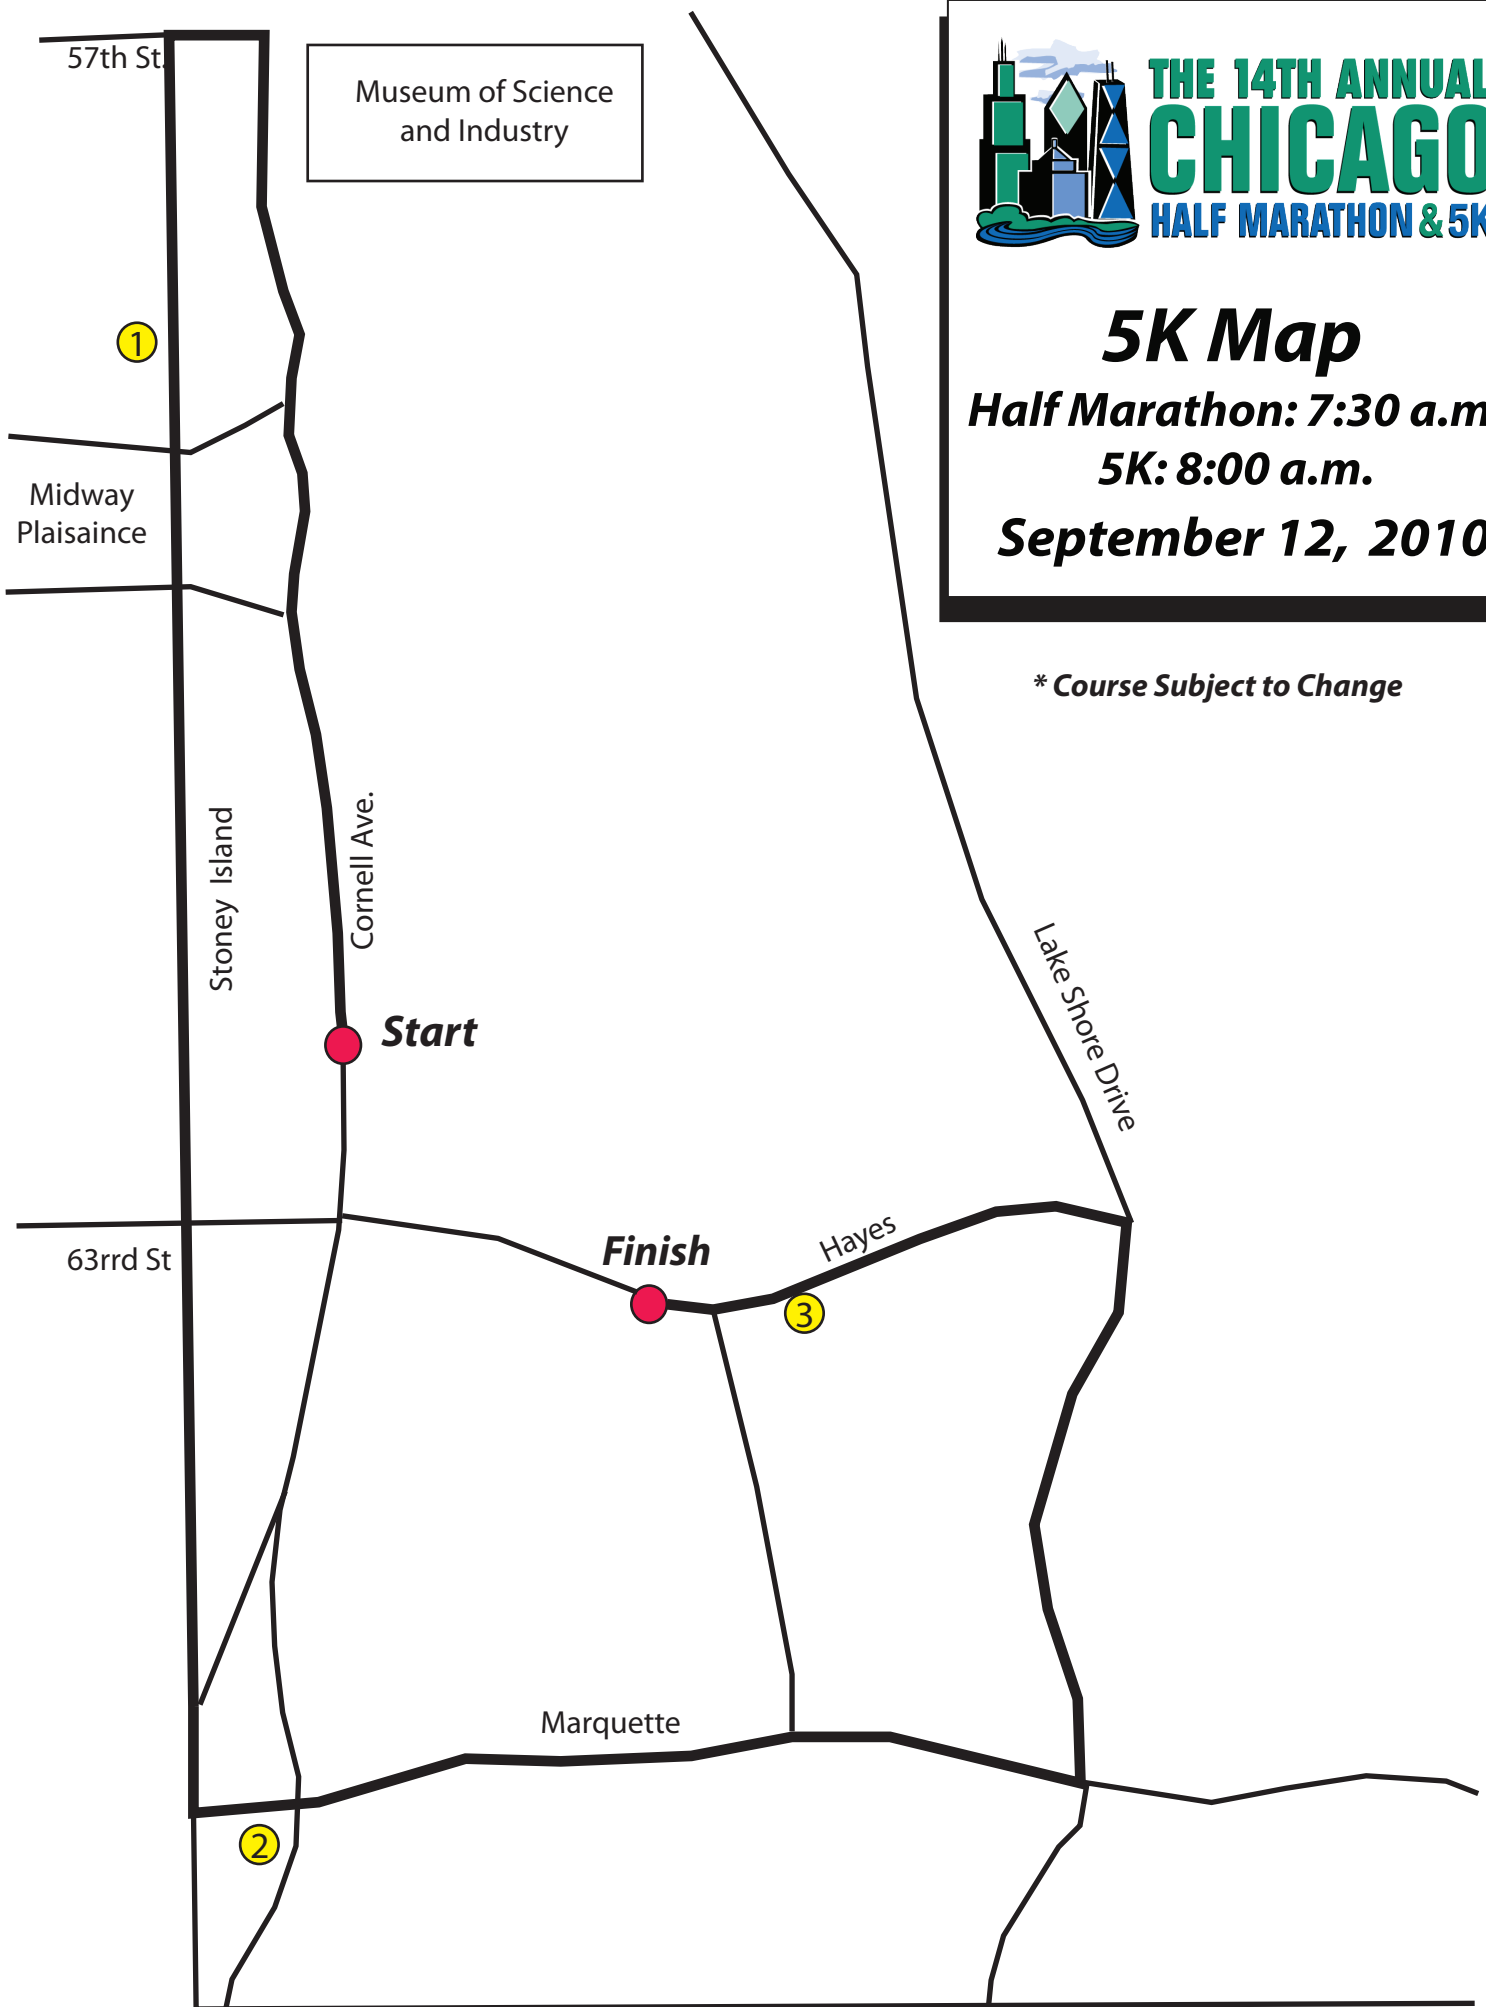 57th St.
Museum of Science
and Industry
THE 14TH ANNUAL
CHICAGO
HALF MARATHON & 5K
5K Map
Half Marathon: 7:30 a.m
5K: 8:00 a.m.
September 12, 2010
* Course Subject to Change
1
Midway
Plaisaince
Stoney Island
Cornell Ave.
Lake Shore Drive
Start
63rrd St
Finish
Hayes
3
Marquette
2